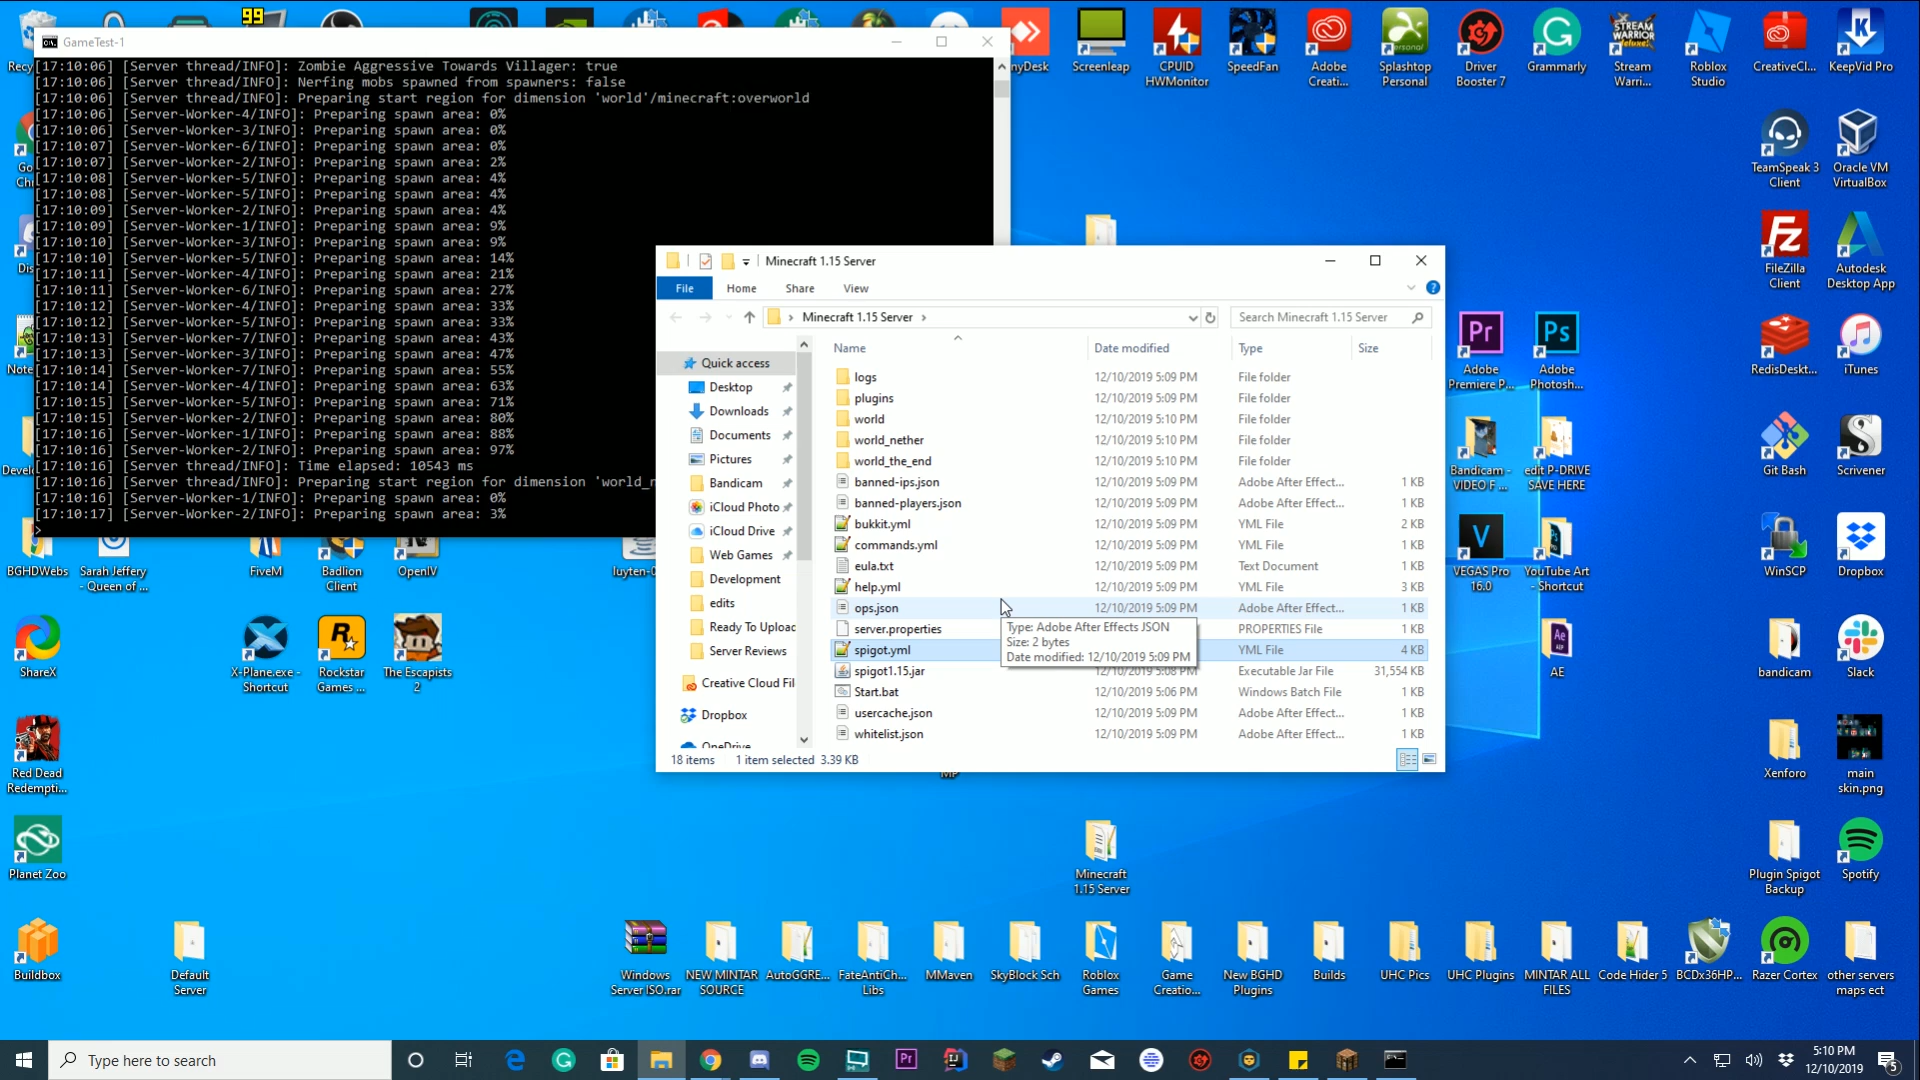 99
GameTest-1
[17:10:06] [Server thread/INFO]: Zombie Aggressive Towards Villager: true
[17:10:06] [Server thread/INFO]: Nerfing mobs spawned from spawners: false
[17:10:06] [Server thread/INFO]: Preparing start region for dimension 'world'/minecraft:overworld
[17:10:06] [Server-Worker-4/INFO]: Preparing spawn area: 0%
[17:10:06] [Server-Worker-3/INFO]: Preparing spawn area: 0%
[17:10:07] [Server-Worker-6/INFO]: Preparing spawn area: 0%
[17:10:07] [Server-Worker-2/INFO]: Preparing spawn area: 2%
[17:10:08] [Server-Worker-5/INFO]: Preparing spawn area: 4%
[17:10:08] [Server-Worker-5/INFO]: Preparing spawn area: 4%
[17:10:09] [Server-Worker-2/INFO]: Preparing spawn area: 4%
[17:10:09] [Server-Worker-1/INFO]: Preparing spawn area: 9%
[17:10:10] [Server-Worker-3/INFO]: Preparing spawn area: 9%
[17:10:10] [Server-Worker-5/INFO]: Preparing spawn area: 14%
[17:10:11] [Server-Worker-4/INFO]: Preparing spawn area: 21%
[17:10:11] [Server-Worker-6/INFO]: Preparing spawn area: 27%
[17:10:12] [Server-Worker-4/INFO]: Preparing spawn area: 33%
[17:10:12] [Server-Worker-5/INFO]: Preparing spawn area: 33%
[17:10:13] [Server-Worker-7/INFO]: Preparing spawn area: 43%
[17:10:13] [Server-Worker-3/INFO]: Preparing spawn area: 47%
[17:10:14] [Server-Worker-7/INFO]: Preparing spawn area: 55%
[17:10:14] [Server-Worker-4/INFO]: Preparing spawn area: 63%
[17:10:15] [Server-Worker-5/INFO]: Preparing spawn area: 71%
[17:10:15] [Server-Worker-2/INFO]: Preparing spawn area: 80%
[17:10:16] [Server-Worker-1/INFO]: Preparing spawn area: 88%
[17:10:16] [Server-Worker-2/INFO]: Preparing spawn area: 97%
[17:10:16] [Server thread/INFO]: Time elapsed: 10543 ms
[17:10:16] [Server thread/INFO]: Preparing start region for dimension 'world_n
[17:10:16] [Server-Worker-1/INFO]: Preparing spawn area: 0%
[17:10:17] [Server-Worker-2/INFO]: Preparing spawn area: 3%
>
Minecraft 1.15 Server
File Home Share View
Minecraft 1.15 Server
Search Minecraft 1.15 Server
Quick access
Desktop
Downloads
Documents
Pictures
Bandicam
iCloud Photo
iCloud Drive
Web Games
Development
edits
Ready To Uploac
Server Reviews
Creative Cloud Fil
Dropbox
OneDrive
Name Date modified Type Size
logs 12/10/2019 5:09 PM File folder
plugins 12/10/2019 5:09 PM File folder
world 12/10/2019 5:10 PM File folder
world_nether 12/10/2019 5:10 PM File folder
world_the_end 12/10/2019 5:10 PM File folder
banned-ips.json 12/10/2019 5:09 PM Adobe After Effect... 1 KB
banned-players.json 12/10/2019 5:09 PM Adobe After Effect... 1 KB
bukkit.yml 12/10/2019 5:09 PM YML File 2 KB
commands.yml 12/10/2019 5:09 PM YML File 1 KB
eula.txt 12/10/2019 5:09 PM Text Document 1 KB
help.yml 12/10/2019 5:09 PM YML File 3 KB
ops.json 12/10/2019 5:09 PM Adobe After Effect... 1 KB
server.properties 12/10/2019 5:09 PM PROPERTIES File 1 KB
spigot.yml YML File 4 KB
spigot1.15.jar 12/10/2019 5:08 PM Executable Jar File 31,554 KB
Start.bat 12/10/2019 5:06 PM Windows Batch File 1 KB
usercache.json 12/10/2019 5:09 PM Adobe After Effect... 1 KB
whitelist.json 12/10/2019 5:09 PM Adobe After Effect... 1 KB
Type: Adobe After Effects JSON
Size: 2 bytes
Date modified: 12/10/2019 5:09 PM
18 items 1 item selected 3.39 KB
nyDesk
Screenleap
CPUID
HWMonitor
SpeedFan
Adobe
Creati...
personal
Splashtop
Personal
Driver
Booster 7
Grammarly
STREAM
WARRIOR
Stream
Warri...
Roblox
Studio
CreativeCl...
KeepVid Pro
TeamSpeak 3
Client
Oracle VM
VirtualBox
Fz
FileZilla
Client
Autodesk
Desktop App
Pr
Adobe
Premiere P...
Ps
Adobe
Photosh...
RedisDeskt...
iTunes
Bandicam -
VIDEO F ...
edit P-DRIVE
SAVE HERE
Git Bash
Scrivener
V
VEGAS Pro
16.0
YouTube Art
- Shortcut
WinSCP
Dropbox
AE
bandicam
Slack
Xenforo
main
skin.png
Plugin Spigot
Backup
Spotify
BGHDWebs
Sarah Jeffery
- Queen of ...
FiveM
Badlion
Client
OpenIV
luyten-0
ShareX
X-Plane.exe -
Shortcut
R
Rockstar
Games ...
The Escapists
2
Red Dead
Redempti...
Planet Zoo
Minecraft
1.15 Server
Buildbox
Default
Server
Windows
Server ISO.rar
NEW MINTAR
SOURCE
AutoGGRE...
FateAntiCh...
Libs
MMaven
SkyBlock Sch
Roblox
Games
Game
Creatio...
New BGHD
Plugins
Builds
UHC Pics
UHC Plugins
MINTAR ALL
FILES
Code Hider 5
BCDx36HP...
Razer Cortex
other servers
maps ect
Type here to search
Pr
5:10 PM
12/10/2019
5